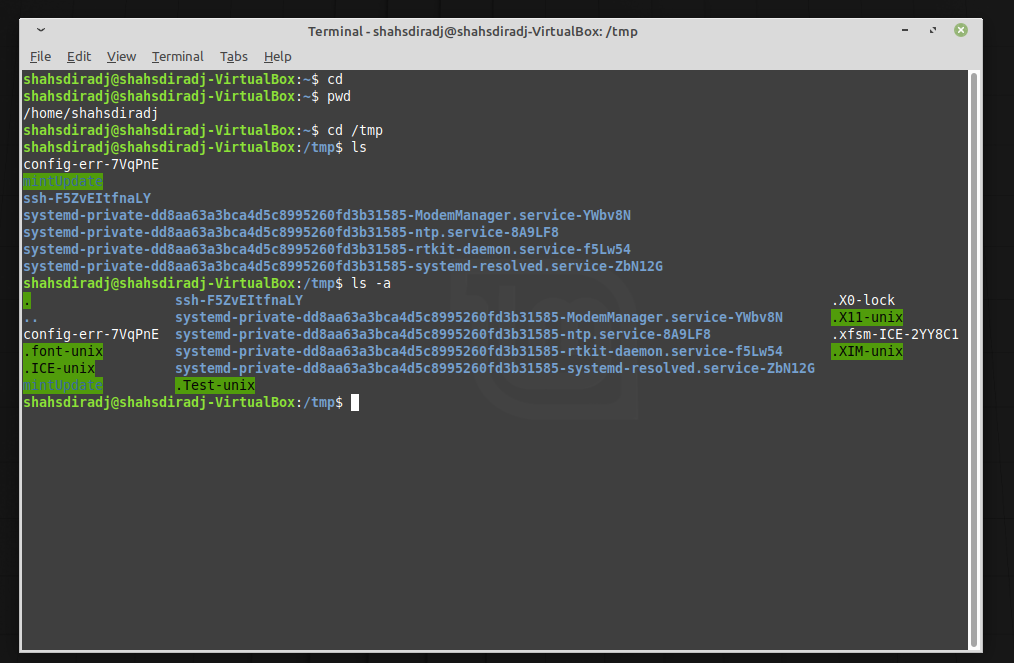 Terminal - shahsdiradj@shahsdiradj-VirtualBox: /tmp
File Edit View Terminal Tabs Help
shahsdiradj@shahsdiradj-VirtualBox:~$ cd
shahsdiradj@shahsdiradj-VirtualBox:~$ pwd
/home/shahsdiradj
shahsdiradj@shahsdiradj-VirtualBox:~$ cd /tmp
shahsdiradj@shahsdiradj-VirtualBox:/tmp$ ls
config-err-7VqPnE
mintUpdate
ssh-F5ZvEItfnaLY
systemd-private-dd8aa63a3bca4d5c8995260fd3b31585-ModemManager.service-YWbv8N
systemd-private-dd8aa63a3bca4d5c8995260fd3b31585-ntp.service-8A9LF8
systemd-private-dd8aa63a3bca4d5c8995260fd3b31585-rtkit-daemon.service-f5Lw54
systemd-private-dd8aa63a3bca4d5c8995260fd3b31585-systemd-resolved.service-ZbN12G
shahsdiradj@shahsdiradj-VirtualBox:/tmp$ ls -a
. ssh-F5ZvEItfnaLY .X0-lock
.. systemd-private-dd8aa63a3bca4d5c8995260fd3b31585-ModemManager.service-YWbv8N .X11-unix
config-err-7VqPnE systemd-private-dd8aa63a3bca4d5c8995260fd3b31585-ntp.service-8A9LF8 .xfsm-ICE-2YY8C1
.font-unix systemd-private-dd8aa63a3bca4d5c8995260fd3b31585-rtkit-daemon.service-f5Lw54 .XIM-unix
.ICE-unix systemd-private-dd8aa63a3bca4d5c8995260fd3b31585-systemd-resolved.service-ZbN12G
mintUpdate .Test-unix
shahsdiradj@shahsdiradj-VirtualBox:/tmp$